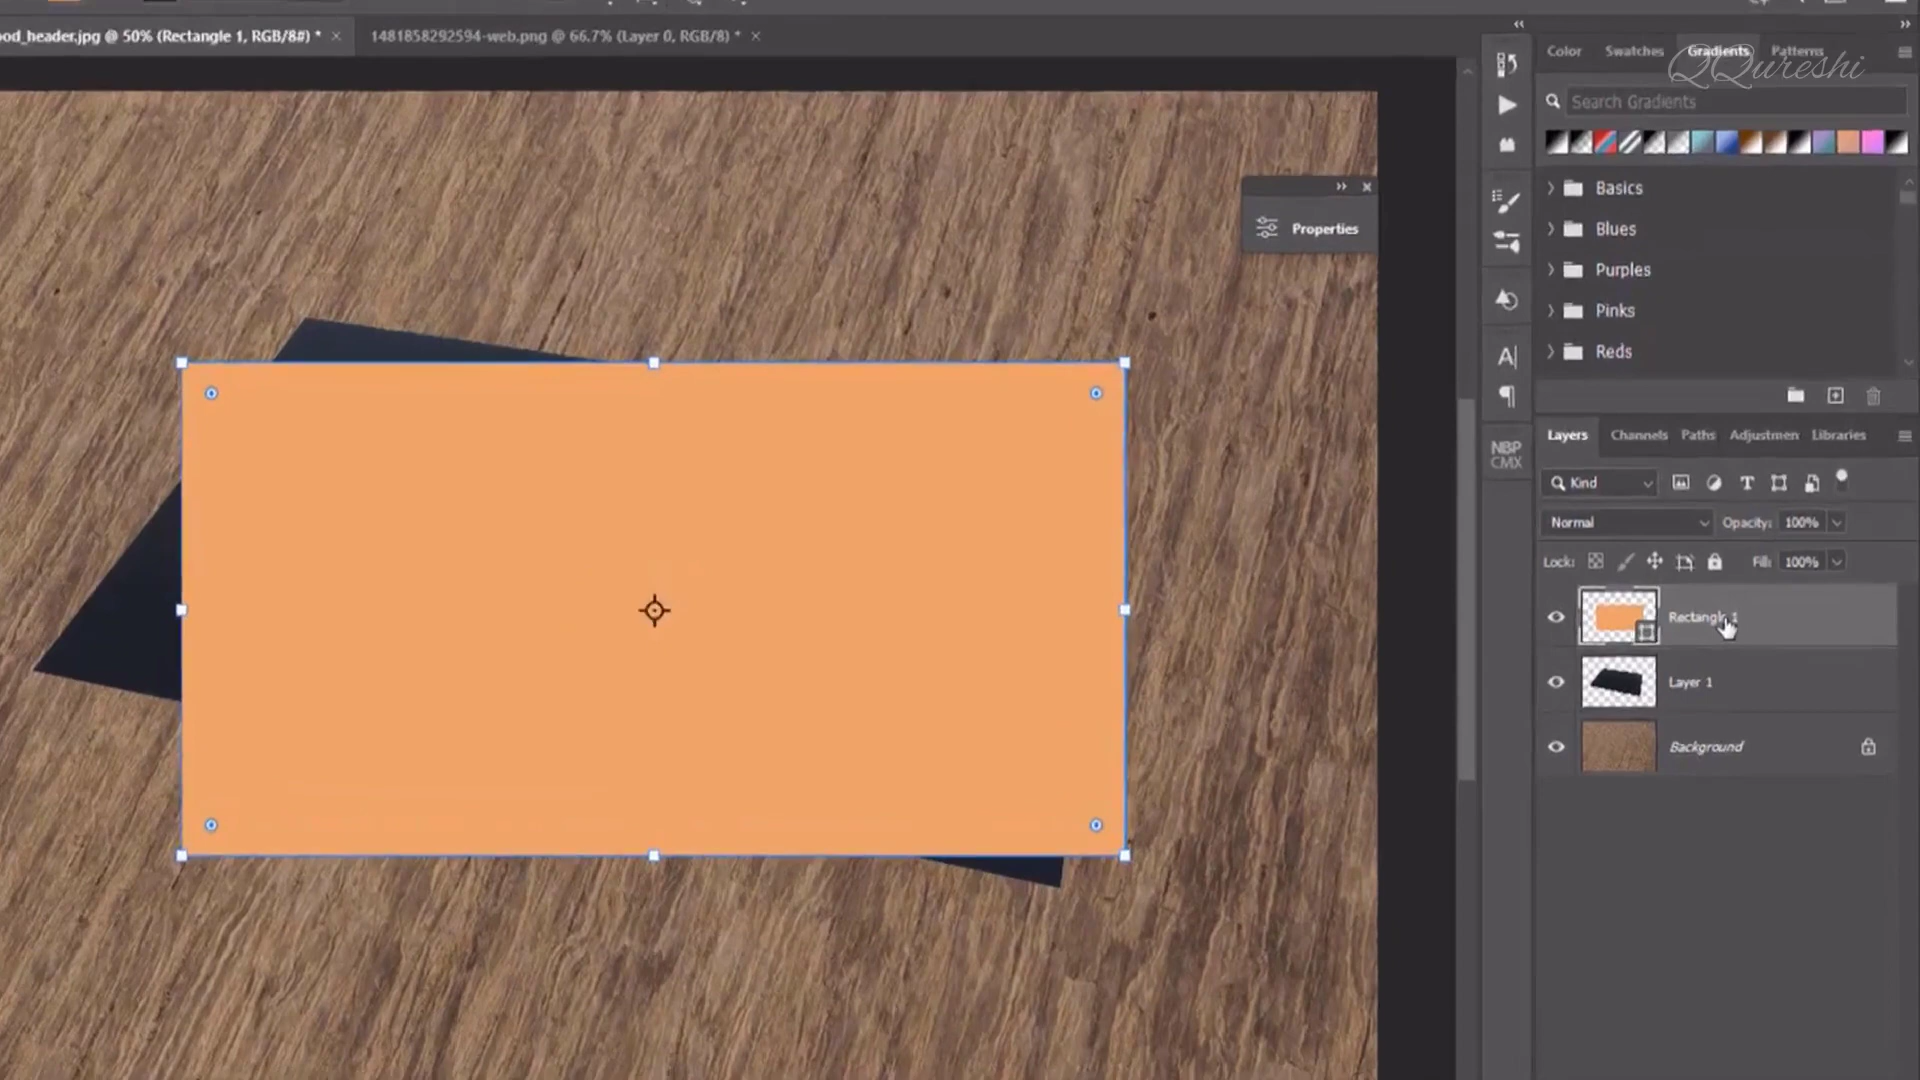 ood_header.jpg @ 50% (Rectangle 1, RGB/8#) *
1481858292594-web.png @ 66.7% (Layer 0, RGB/8) *
Color Swatches Gradients Patterns
QQureshi
Search Gradients
Basics
Properties
Blues
Purples
Pinks
Reds
NBP
CMX
Layers Channels Paths Adjustmen Libraries
Kind
Normal Opacity: 100%
Lock: Fill: 100%
Rectangle 1
Layer 1
Background